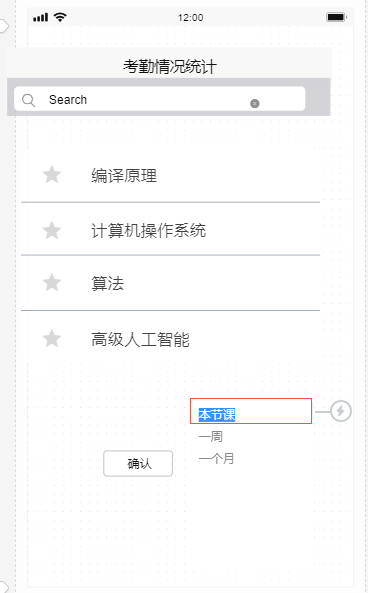 12:00
考勤情况统计
Search
编译原理
计算机操作系统
算法
高级人工智能
本节课
一周
一个月
确认